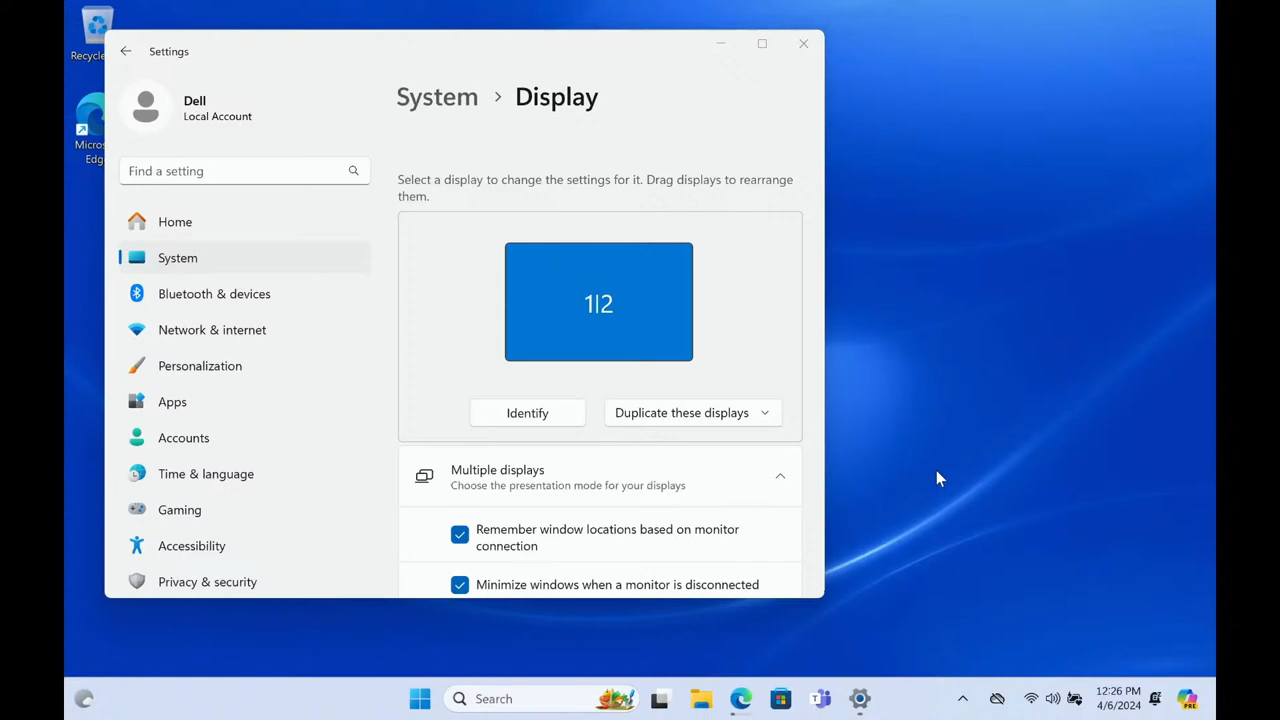 Recycle
Micros
Edg
Settings
Dell
Local Account
Find a setting
Home
System
Bluetooth & devices
Network & internet
Personalization
Apps
Accounts
Time & language
Gaming
Accessibility
Privacy & security
System > Display
Select a display to change the settings for it. Drag displays to rearrange
them.
1|2
Identify
Duplicate these displays
Multiple displays
Choose the presentation mode for your displays
Remember window locations based on monitor
connection
Minimize windows when a monitor is disconnected
Search
12:26 PM
4/6/2024
PRE